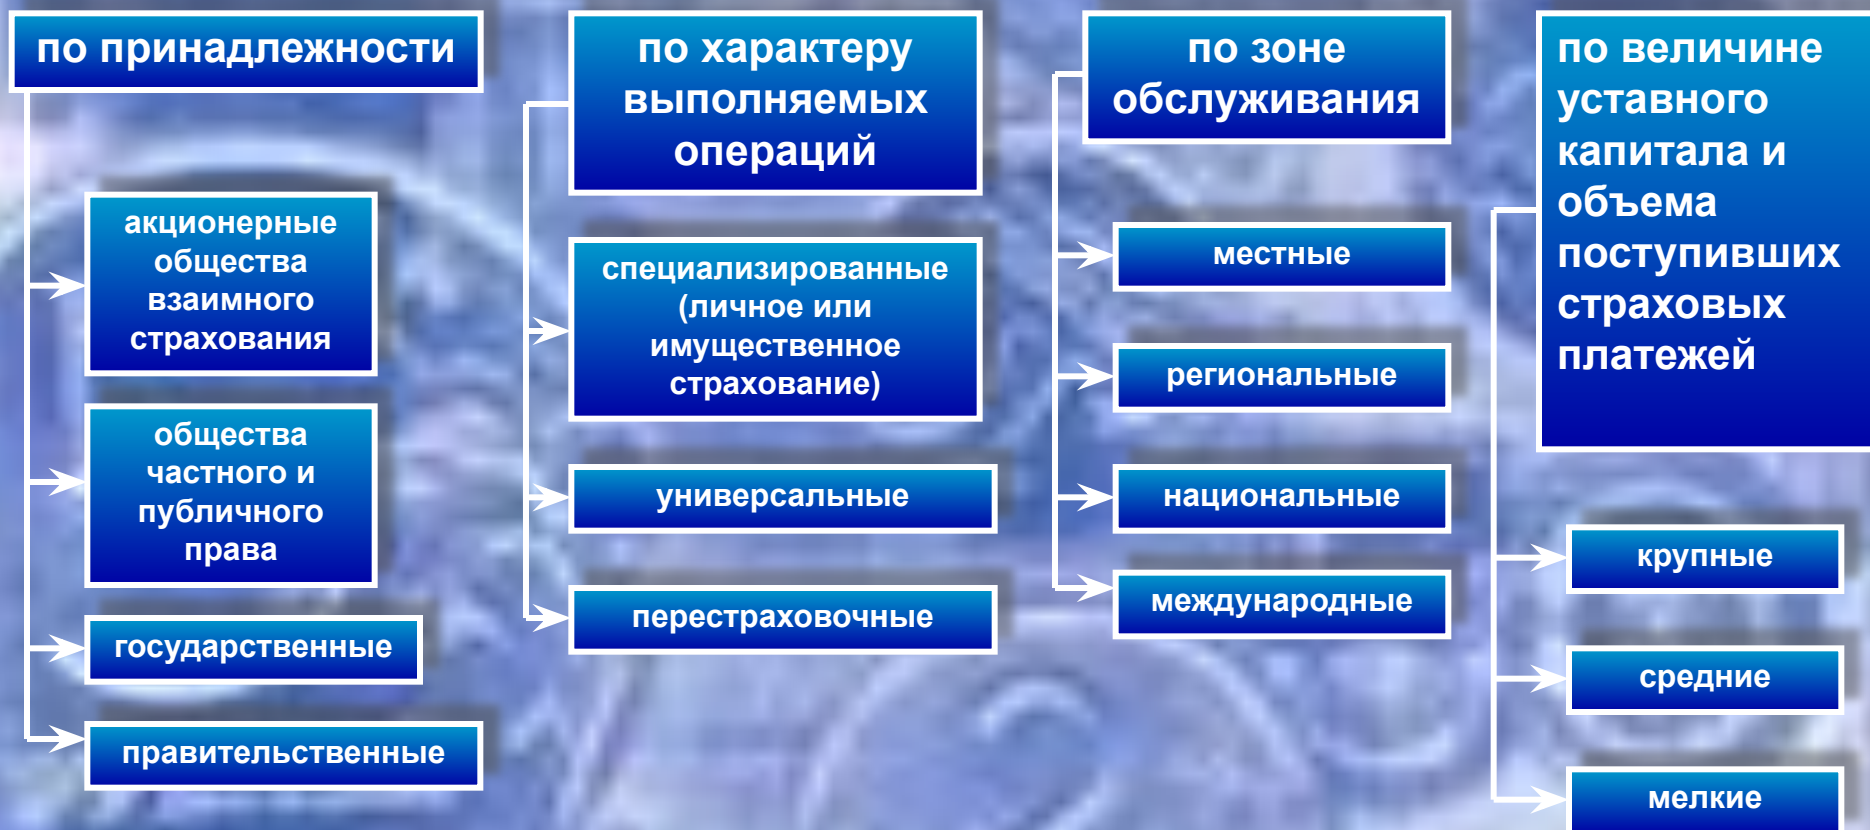 по принадлежности
акционерные
общества
взаимного
страхования
общества
частного и
публичного
права
государственные
правительственные
по характеру
выполняемых
операций
специализированные
(личное или
имущественное
страхование)
универсальные
перестраховочные
по зоне
обслуживания
местные
региональные
национальные
международные
по величине
уставного
капитала и
объема
поступивших
страховых
платежей
крупные
средние
мелкие